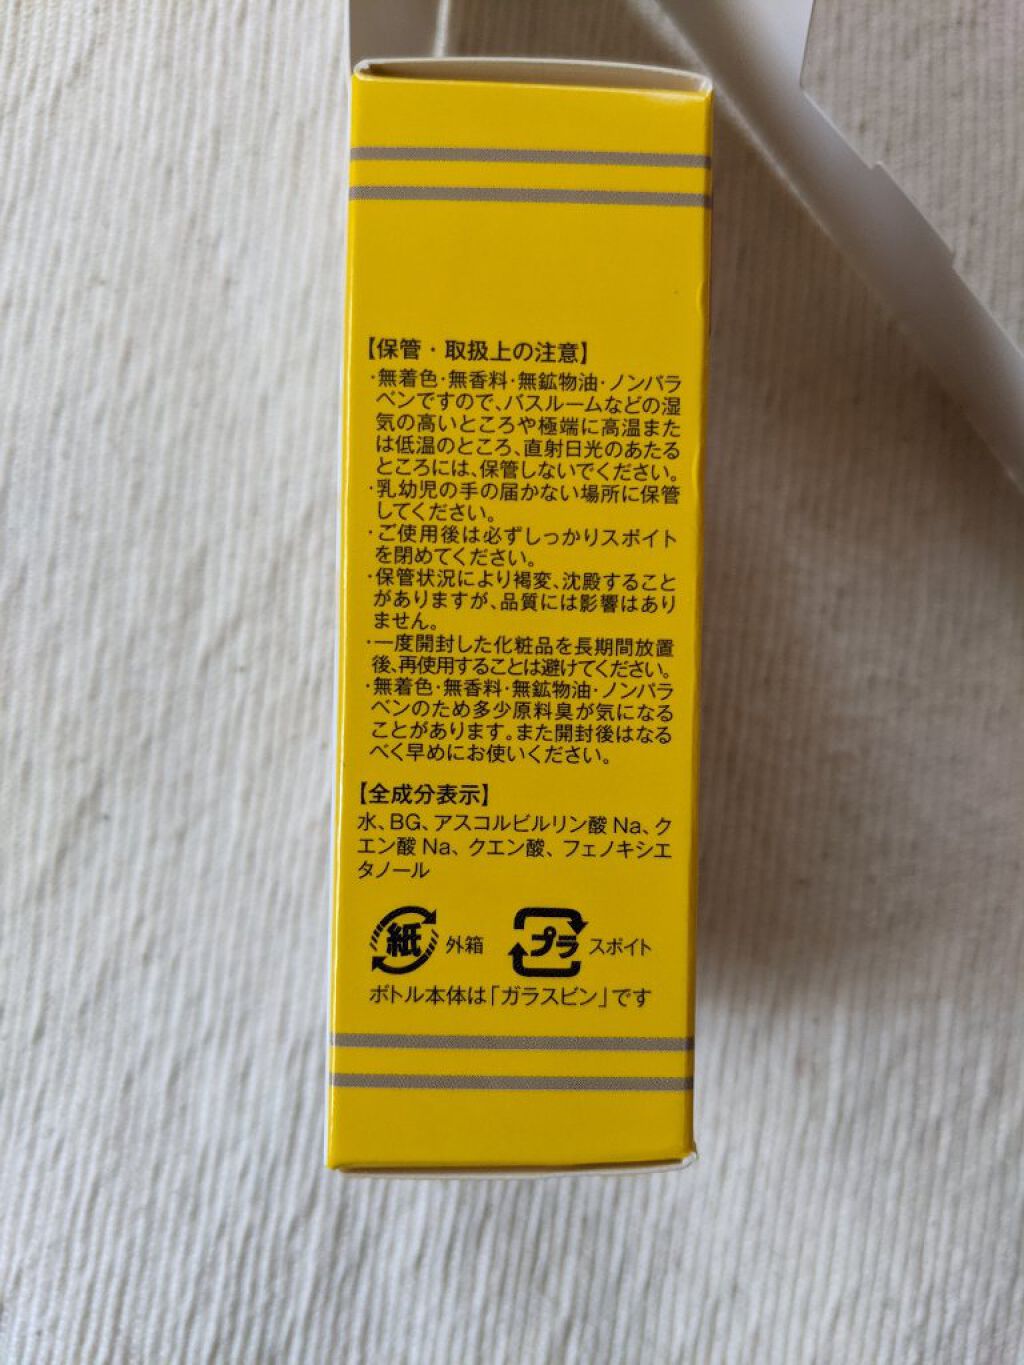 【保管・取扱上の注意】
・無着色・無香料・無鉱物油・ノンパラ
ベンですので、バスルームなどの湿
気の高いところや極端に高温また
は低温のところ、直射日光のあたる
ところには、保管しないでください。
・乳幼児の手の届かない場所に保管
してください。
・ご使用後は必ずしっかりスポイト
を閉めてください。
・保管状況により褐変、沈殿すること
がありますが、品質には影響はあり
ません。
・一度開封した化粧品を長期間放置
後、再使用することは避けてください。
・無着色・無香料・無鉱物油・ノンパラ
ベンのため多少原料臭が気になる
ことがあります。また開封後はなる
べく早めにお使いください。
【全成分表示】
水、BG、アスコルビルリン酸 Na、ク
エン酸 Na、クエン酸、フェノキシエ
タノール
紙 外箱 プラ スポイト
ボトル本体は「ガラスビン」です